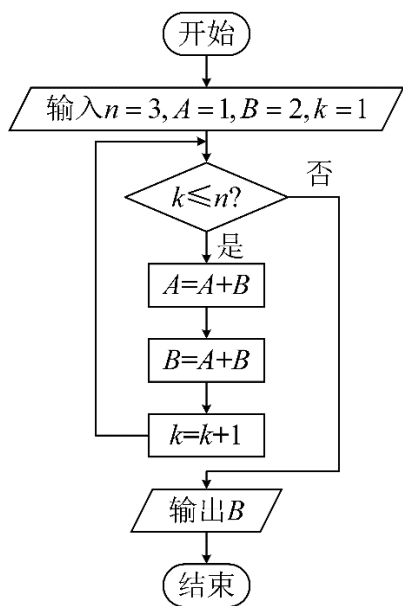 开始
输入n=3,A=1,B=2,k=1
k≤n?
否
是
A=A+B
B=A+B
k=k+1
输出B
结束